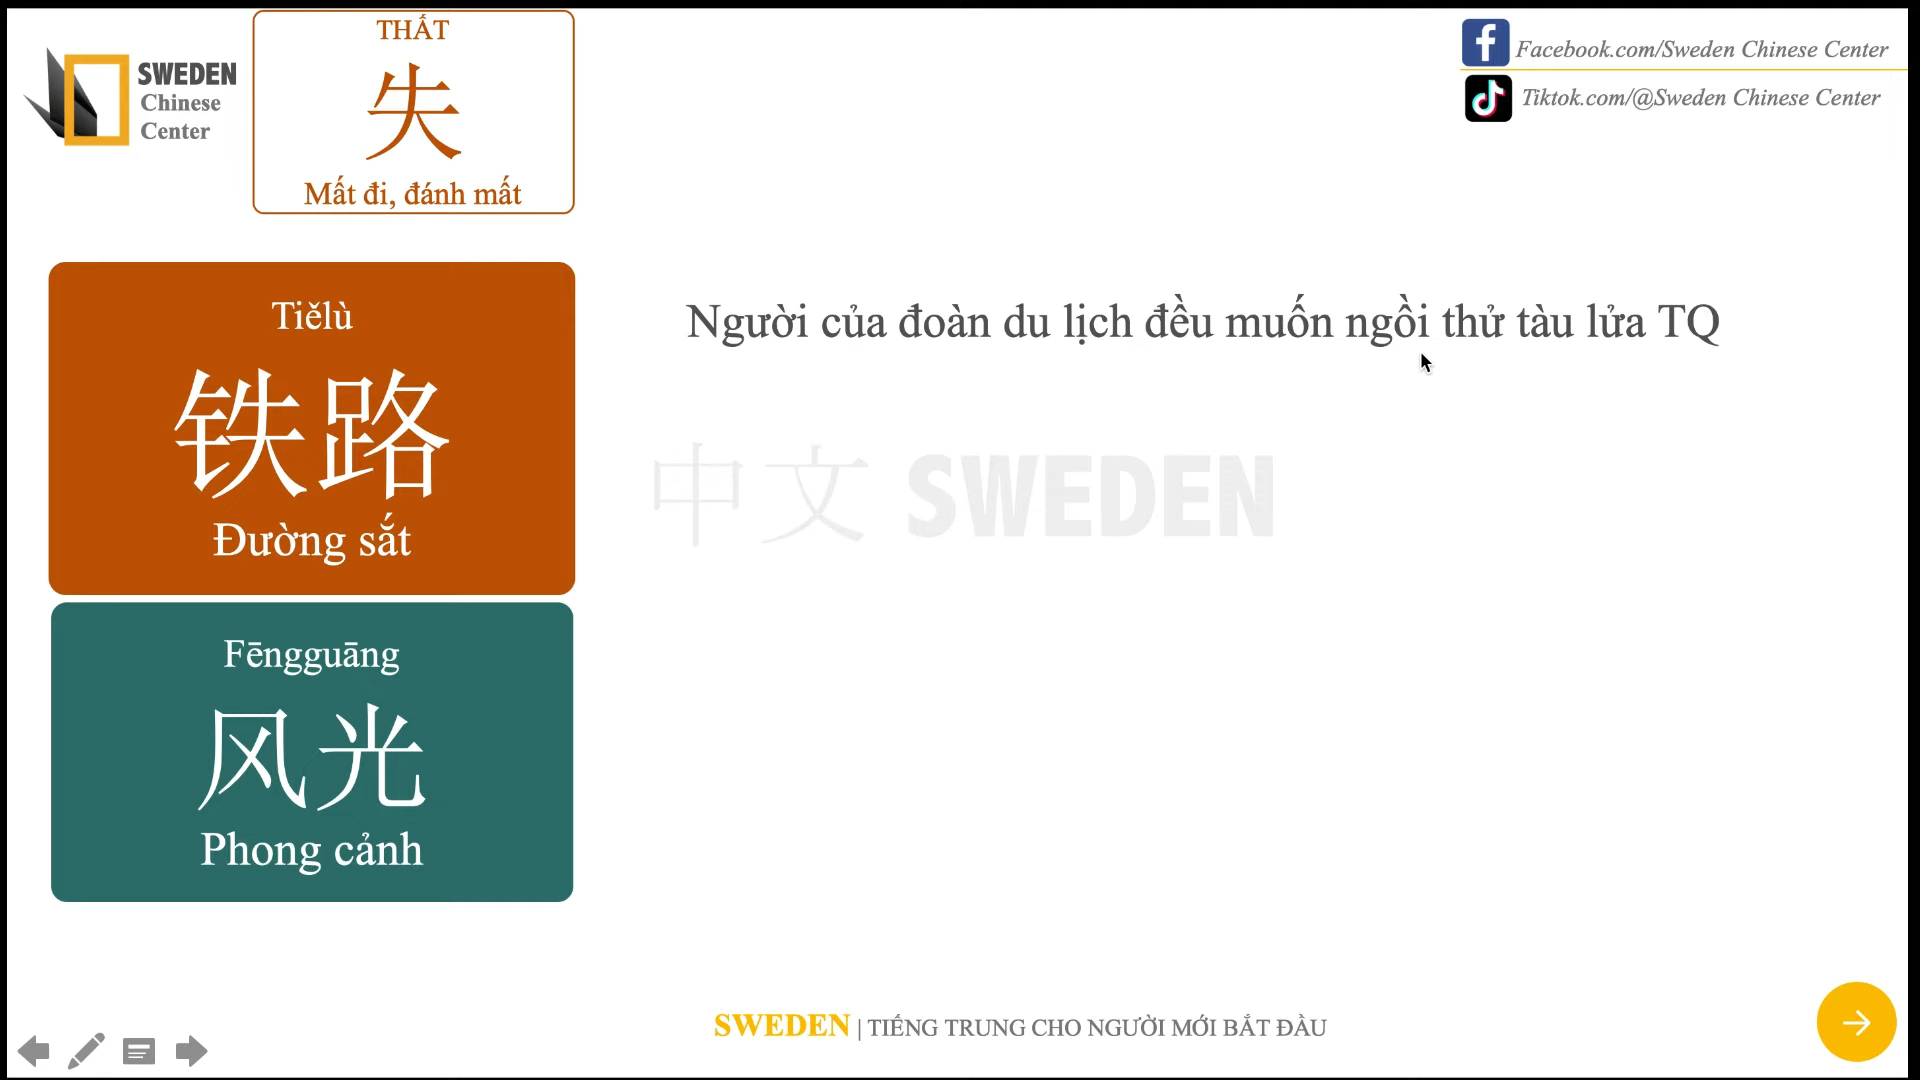 SWEDEN
Chinese
Center
THẤT
失
Mất đi, đánh mất
Facebook.com/Sweden Chinese Center
Tiktok.com/@Sweden Chinese Center
Tiělù
铁路
Đường sắt
Người của đoàn du lịch đều muốn ngồi thử tàu lửa TQ
中文 SWEDEN
Fēngguāng
风光
Phong cảnh
SWEDEN | TIẾNG TRUNG CHO NGƯỜI MỚI BẮT ĐẦU